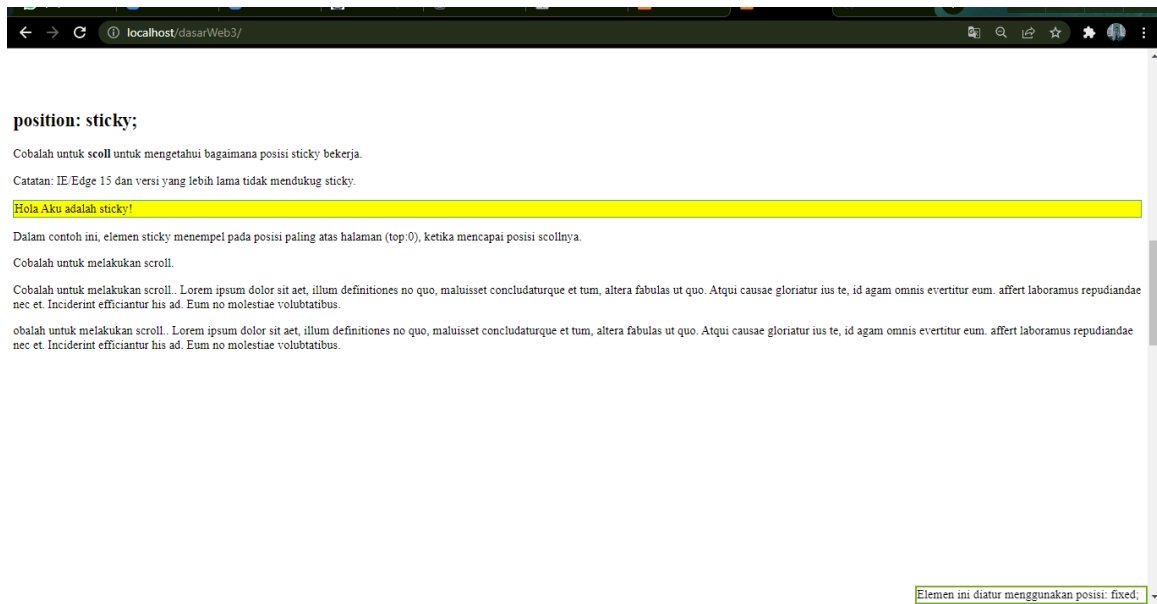 localhost/dasarWeb3/
position: sticky;
Cobalah untuk scoll untuk mengetahui bagaimana posisi sticky bekerja.
Catatan: IE/Edge 15 dan versi yang lebih lama tidak mendukug sticky.
Hola Aku adalah sticky!
Dalam contoh ini, elemen sticky menempel pada posisi paling atas halaman (top:0), ketika mencapai posisi scollnya.
Cobalah untuk melakukan scroll.
Cobalah untuk melakukan scroll.. Lorem ipsum dolor sit aet, illum definitiones no quo, maluisset concludaturque et tum, altera fabulas ut quo. Atqui causae gloriatur ius te, id agam omnis evertitur eum. affert laboramus repudiandae
nec et. Inciderint efficiantur his ad. Eum no molestiae volubtatibus.
obalah untuk melakukan scroll.. Lorem ipsum dolor sit aet, illum definitiones no quo, maluisset concludaturque et tum, altera fabulas ut quo. Atqui causae gloriatur ius te, id agam omnis evertitur eum. affert laboramus repudiandae
nec et. Inciderint efficiantur his ad. Eum no molestiae volubtatibus.
Elemen ini diatur menggunakan posisi: fixed;